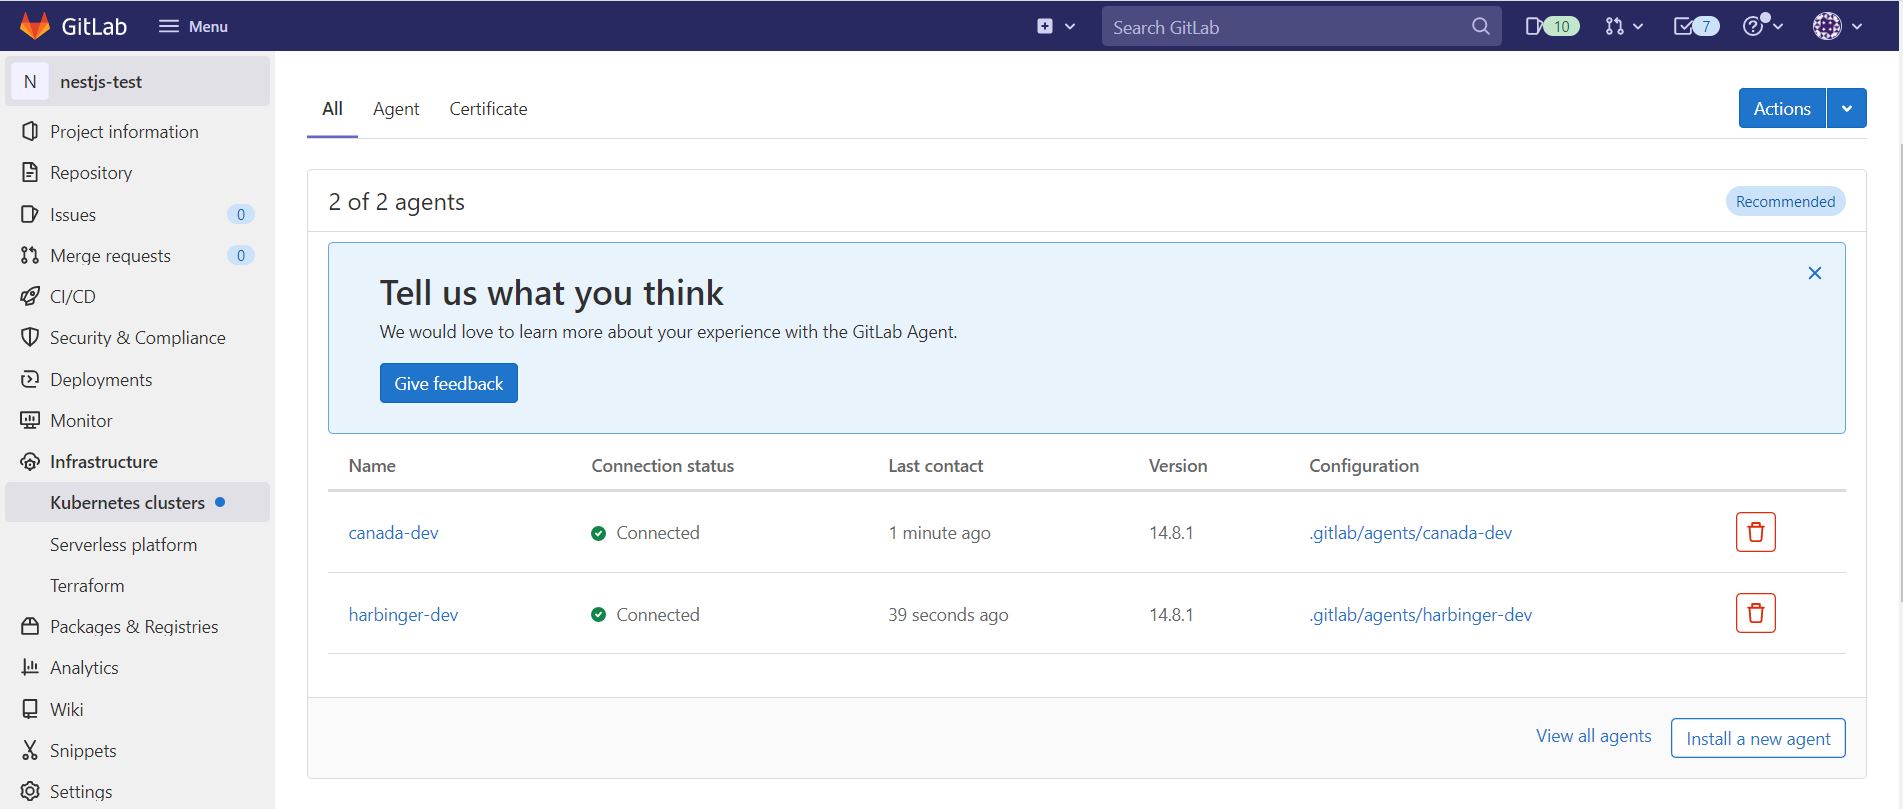 GitLab Menu Search GitLab 10 7
N nestjs-test
Project information
Repository
Issues 0
Merge requests 0
CI/CD
Security & Compliance
Deployments
Monitor
Infrastructure
Kubernetes clusters
Serverless platform
Terraform
Packages & Registries
Analytics
Wiki
Snippets
Settings
All Agent Certificate Actions
2 of 2 agents Recommended
Tell us what you think
We would love to learn more about your experience with the GitLab Agent.
Give feedback
Name Connection status Last contact Version Configuration
canada-dev Connected 1 minute ago 14.8.1 .gitlab/agents/canada-dev
harbinger-dev Connected 39 seconds ago 14.8.1 .gitlab/agents/harbinger-dev
View all agents Install a new agent